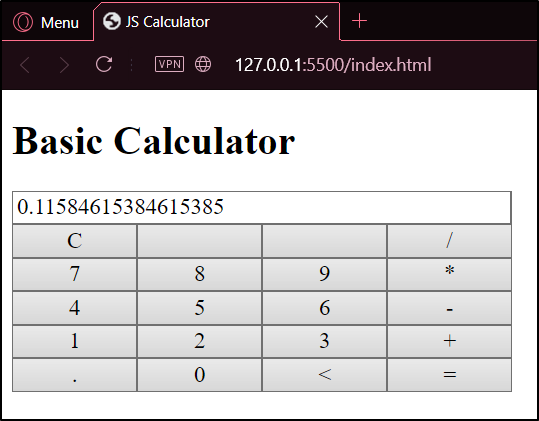 Menu JS Calculator
VPN 127.0.0.1:5500/index.html
Basic Calculator
0.11584615384615385
C /
7 8 9 *
4 5 6 -
1 2 3 +
. 0 < =